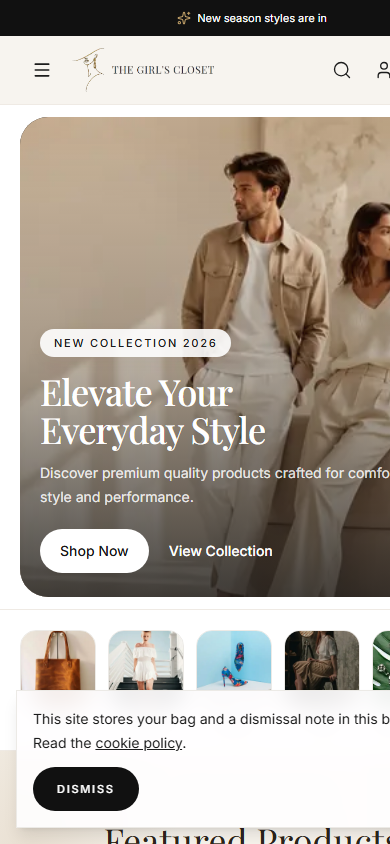 New season styles are in
THE GIRL'S CLOSET
NEW COLLECTION 2026
Elevate Your
Everyday Style
Discover premium quality products crafted for comfo
style and performance.
Shop Now
View Collection
This site stores your bag and a dismissal note in this b
Read the cookie policy.
DISMISS
Featured Products